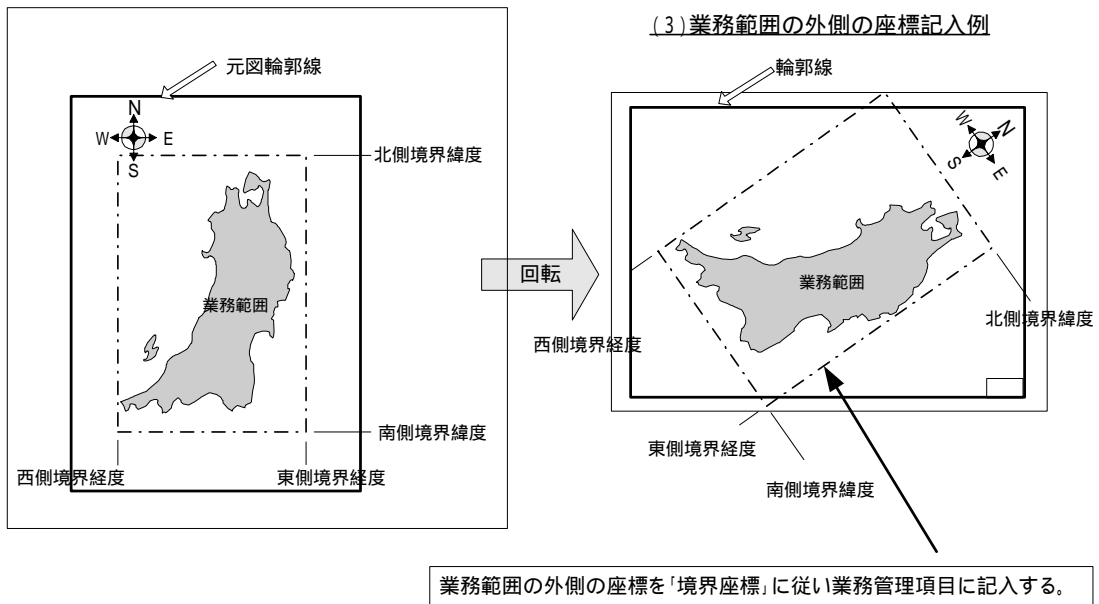 (3)業務範囲の外側の座標記入例
元図輪郭線
N
W
E
S
北側境界緯度
業務範囲
南側境界緯度
西側境界経度
東側境界経度
回転
輪郭線
W
N
S
E
業務範囲
北側境界緯度
西側境界経度
東側境界経度
南側境界緯度
業務範囲の外側の座標を「境界座標」に従い業務管理項目に記入する。